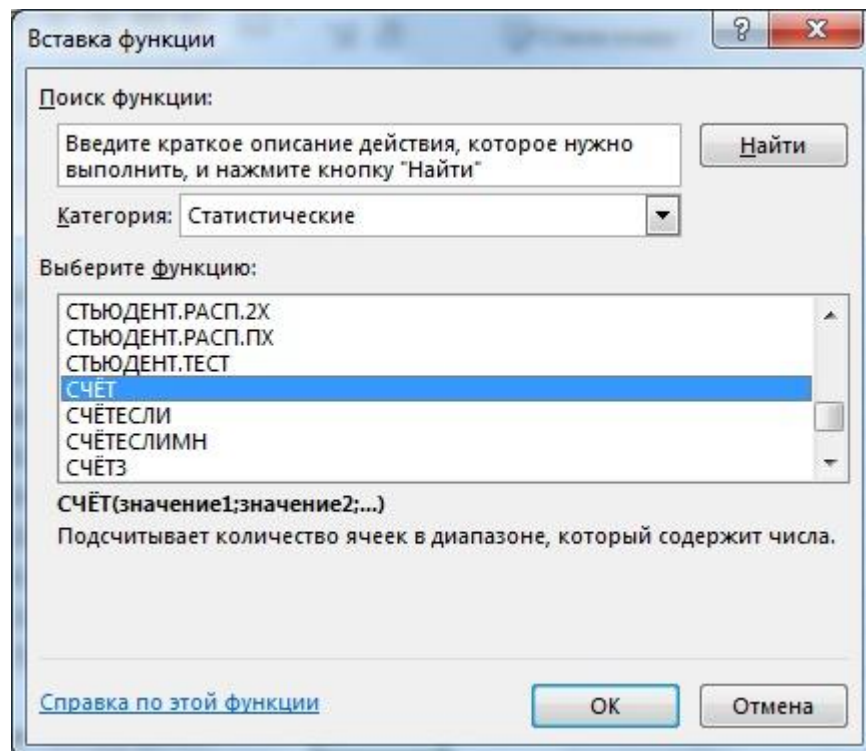 Вставка функции
Поиск функции:
Введите краткое описание действия, которое нужно
выполнить, и нажмите кнопку "Найти"
Найти
Категория: Статистические
Выберите функцию:
СТЬЮДЕНТ.РАСП.2Х
СТЬЮДЕНТ.РАСП.ПХ
СТЬЮДЕНТ.ТЕСТ
СЧЁТ
СЧЁТЕСЛИ
СЧЁТЕСЛИМН
СЧЁТЗ
СЧЁТ(значение1;значение2;...)
Подсчитывает количество ячеек в диапазоне, который содержит числа.
Справка по этой функции
ОК
Отмена